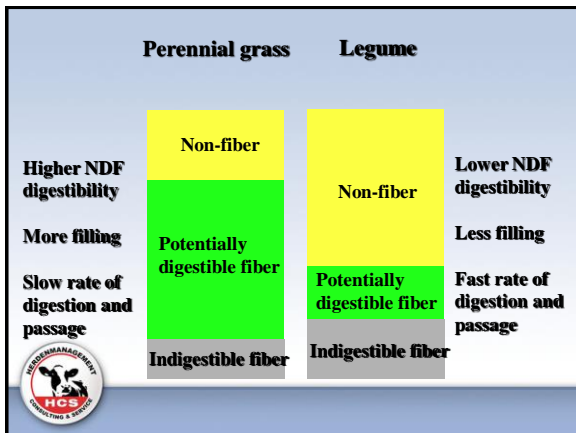 Perennial grass
Legume
Higher NDF
digestibility
More filling
Slow rate of
digestion and
passage
Non-fiber
Potentially
digestible fiber
Indigestible fiber
Non-fiber
Potentially
digestible fiber
Indigestible fiber
Lower NDF
digestibility
Less filling
Fast rate of
digestion and
passage
HERDENMANAGEMENT
HCS
CONSULTING & SERVICE